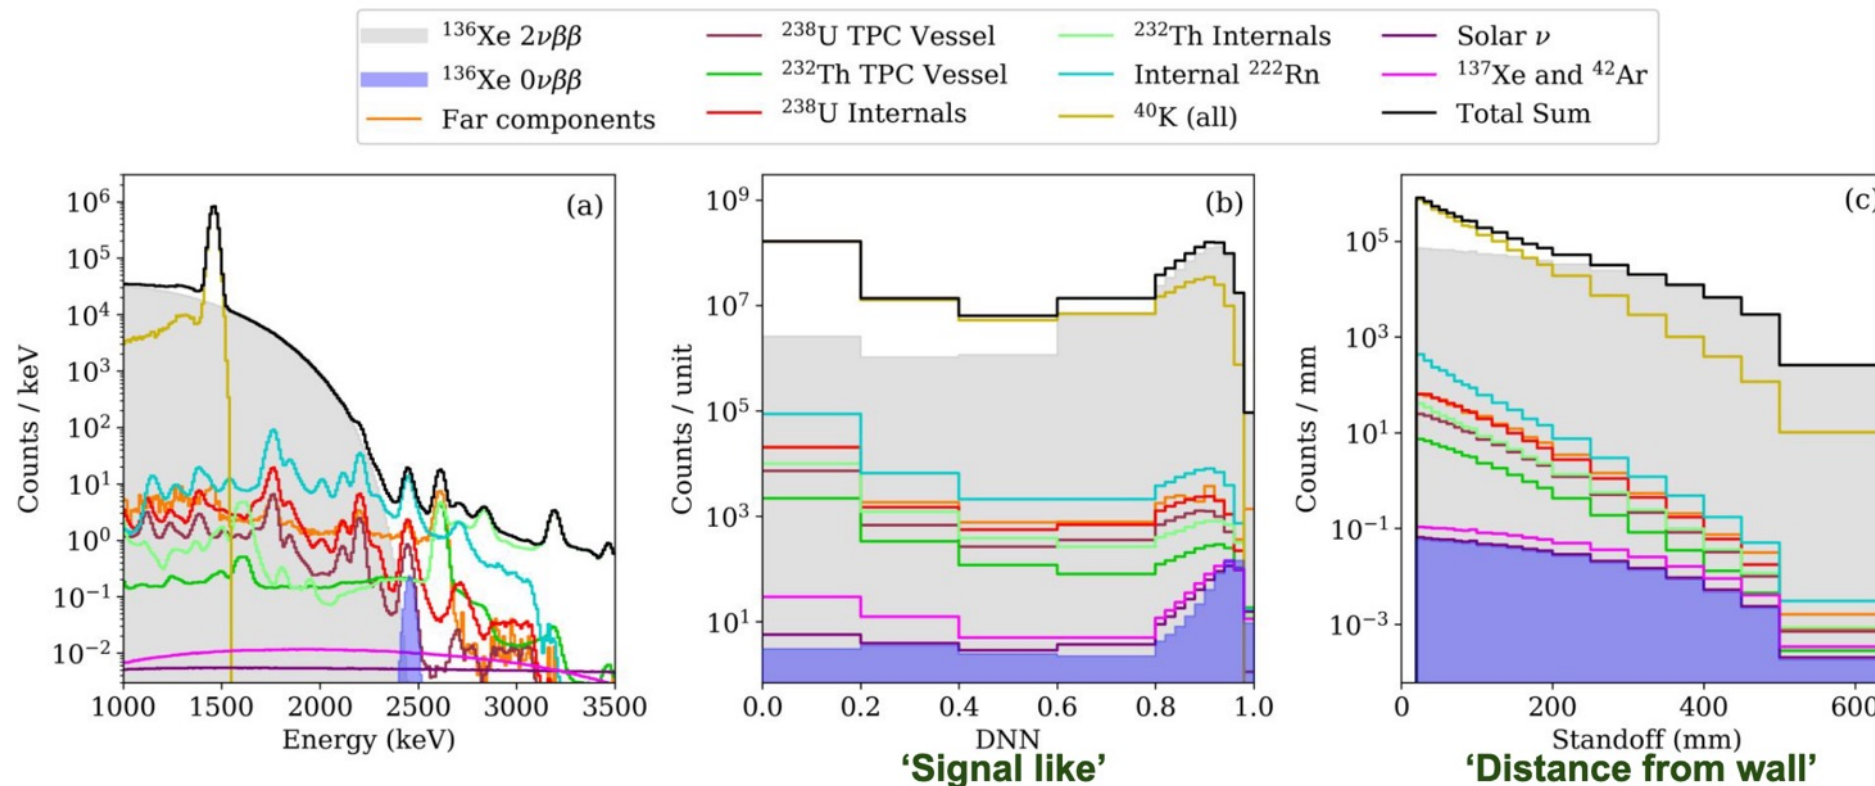 ¹³⁶Xe 2νββ
¹³⁶Xe 0νββ
Far components
²³⁸U TPC Vessel
²³²Th TPC Vessel
²³⁸U Internals
²³²Th Internals
Internal ²²²Rn
⁴⁰K (all)
Solar ν
¹³⁷Xe and ⁴²Ar
Total Sum
(a)
Counts / keV
10⁶
10⁵
10⁴
10³
10²
10¹
10⁰
10⁻¹
10⁻²
1000 1500 2000 2500 3000 3500
Energy (keV)
(b)
Counts / unit
10⁹
10⁷
10⁵
10³
10¹
0.0 0.2 0.4 0.6 0.8 1.0
DNN
'Signal like'
(c)
Counts / mm
10⁵
10³
10¹
10⁻¹
10⁻³
0 200 400 600
Standoff (mm)
'Distance from wall'